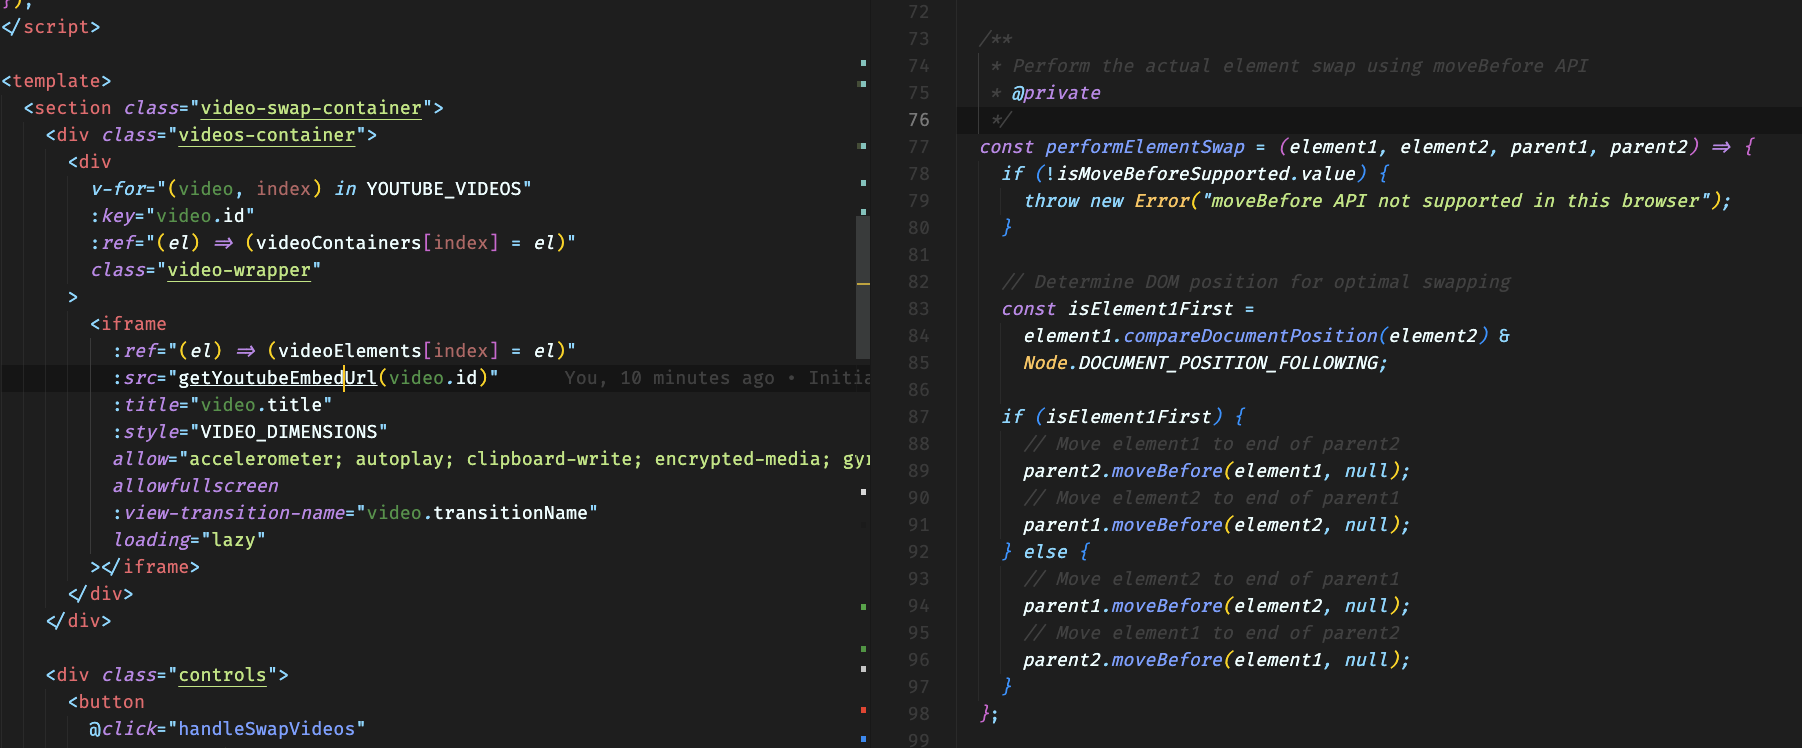 });
</script>
<template>
<section class="video-swap-container">
<div class="videos-container">
<div
v-for="(video, index) in YOUTUBE_VIDEOS"
:key="video.id"
:ref="(el) => (videoContainers[index] = el)"
class="video-wrapper"
>
<iframe
:ref="(el) => (videoElements[index] = el)"
:src="getYoutubeEmbedUrl(video.id)" You, 10 minutes ago • Initia
:title="video.title"
:style="VIDEO_DIMENSIONS"
allow="accelerometer; autoplay; clipboard-write; encrypted-media; gyr
allowfullscreen
:view-transition-name="video.transitionName"
loading="lazy"
></iframe>
</div>
</div>
<div class="controls">
<button
@click="handleSwapVideos"
72
73 /**
74 * Perform the actual element swap using moveBefore API
75 * @private
76 */
77 const performElementSwap = (element1, element2, parent1, parent2) => {
78 if (!isMoveBeforeSupported.value) {
79 throw new Error("moveBefore API not supported in this browser");
80 }
81
82 // Determine DOM position for optimal swapping
83 const isElement1First =
84 element1.compareDocumentPosition(element2) &
85 Node.DOCUMENT_POSITION_FOLLOWING;
86
87 if (isElement1First) {
88 // Move element1 to end of parent2
89 parent2.moveBefore(element1, null);
90 // Move element2 to end of parent1
91 parent1.moveBefore(element2, null);
92 } else {
93 // Move element2 to end of parent1
94 parent1.moveBefore(element2, null);
95 // Move element1 to end of parent2
96 parent2.moveBefore(element1, null);
97 }
98 };
99